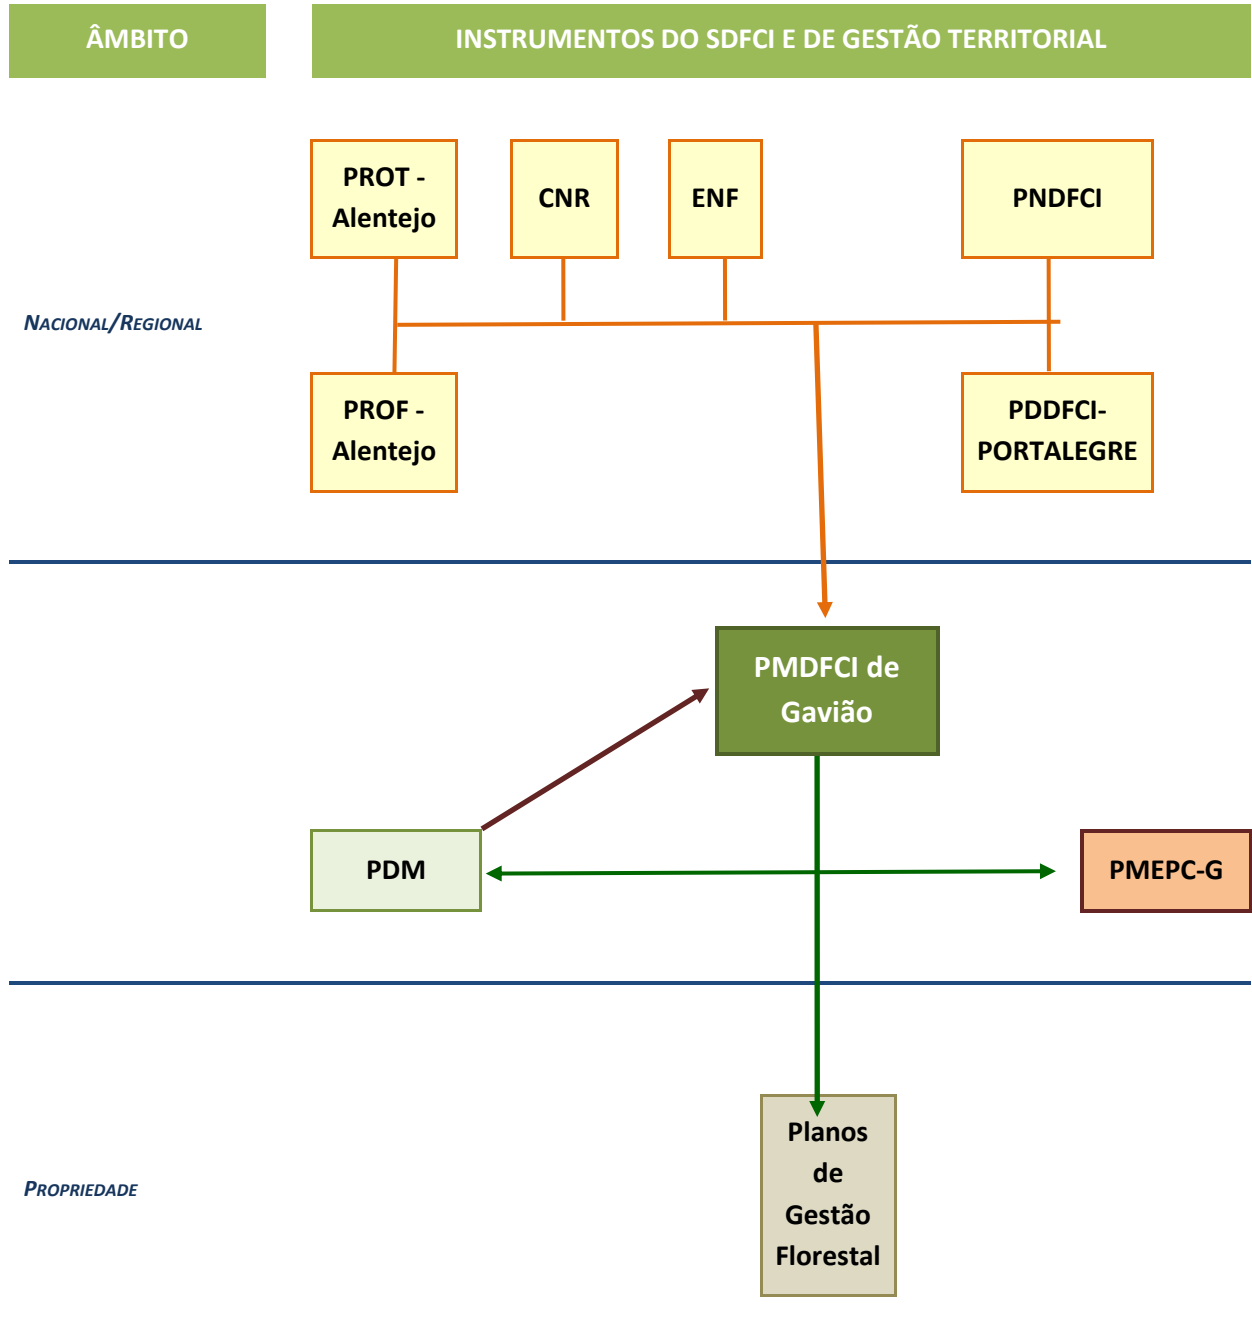 ÂMBITO
INSTRUMENTOS DO SDFCI E DE GESTÃO TERRITORIAL
PROT -
Alentejo
CNR
ENF
PNDFCI
NACIONAL/REGIONAL
PROF -
Alentejo
PDDFCI-
PORTALEGRE
PMDFCI de
Gavião
PDM
PMEPC-G
Planos
de
Gestão
Florestal
PROPRIEDADE